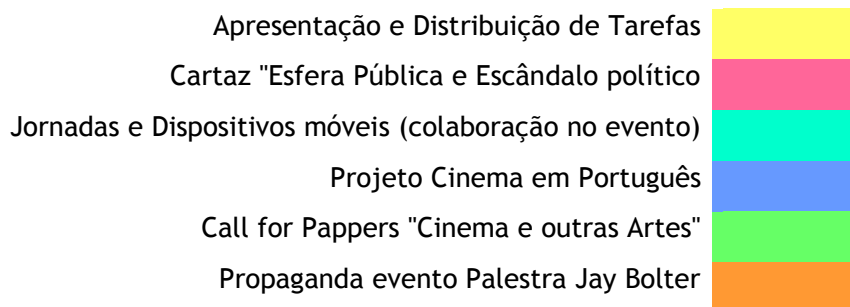 Apresentação e Distribuição de Tarefas
Cartaz "Esfera Pública e Escândalo político
Jornadas e Dispositivos móveis (colaboração no evento)
Projeto Cinema em Português
Call for Pappers "Cinema e outras Artes"
Propaganda evento Palestra Jay Bolter